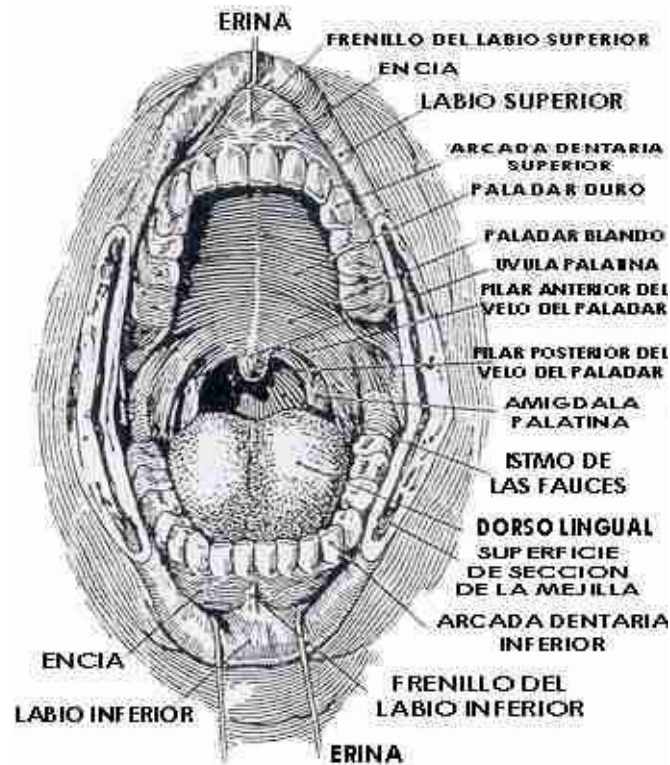 ERINA
FRENILLO DEL LABIO SUPERIOR
ENCIA
LABIO SUPERIOR
ARCADA DENTARIA
SUPERIOR
PALADAR DURO
PALADAR BLANDO
UVULA PALATINA
PILAR ANTERIOR DEL
VELO DEL PALADAR
PILAR POSTERIOR DEL
VELO DEL PALADAR
AMIGDALA
PALATINA
ISTMO DE
LAS FAUCES
DORSO LINGUAL
SUPERFICIE
DE SECCION
DE LA MEJILLA
ARCADA DENTARIA
INFERIOR
ENCIA
FRENILLO DEL
LABIO INFERIOR
LABIO INFERIOR
ERINA